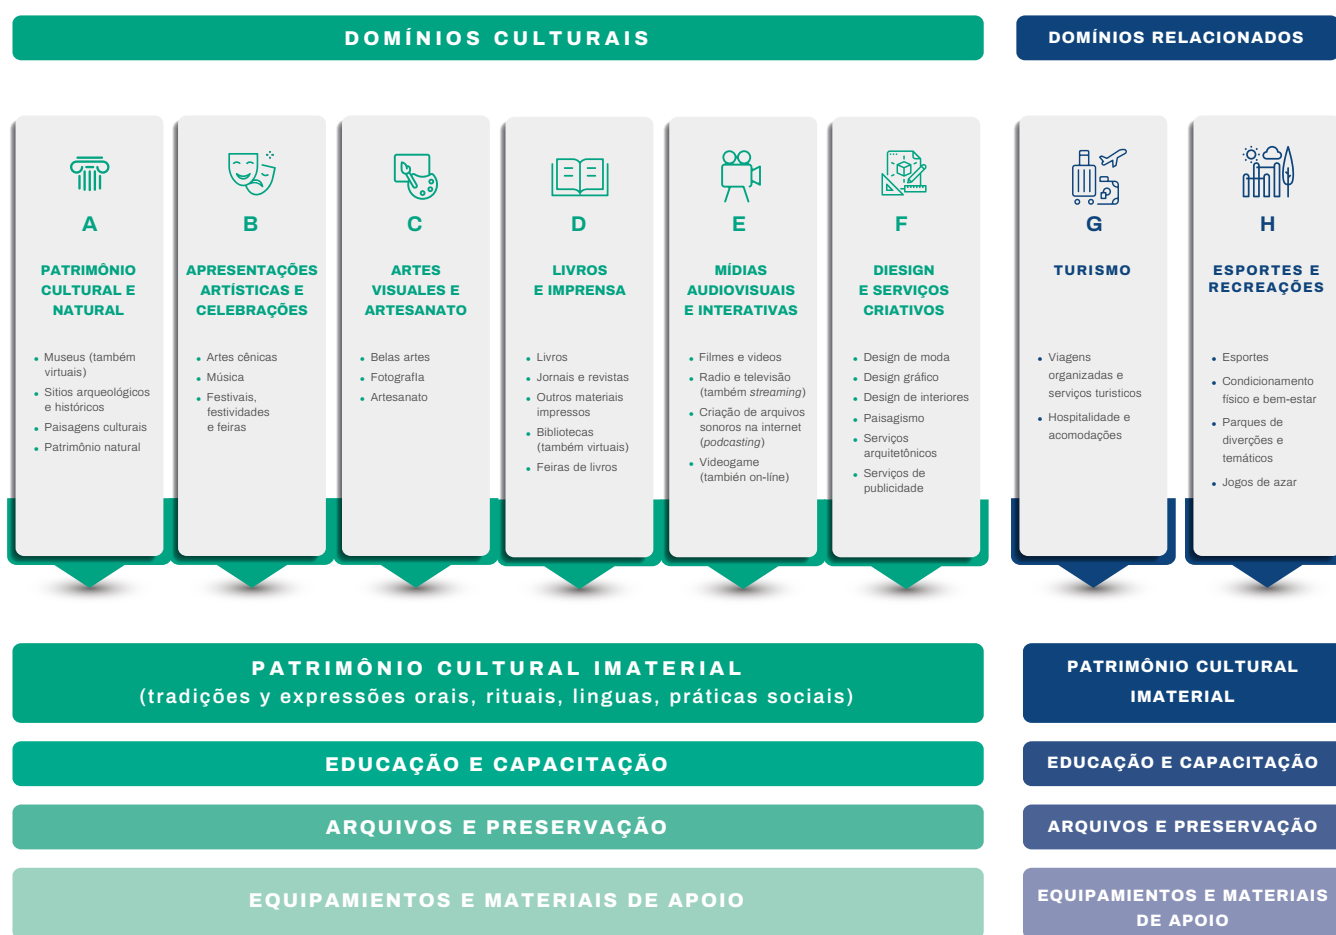 DOMÍNIOS CULTURAIS
DOMÍNIOS RELACIONADOS
A
PATRIMÔNIO
CULTURAL E
NATURAL
• Museus (também
virtuais)
• Sitios arqueológicos
e históricos
• Paisagens culturais
• Patrimônio natural
B
APRESENTAÇÕES
ARTÍSTICAS E
CELEBRAÇÕES
• Artes cênicas
• Música
• Festivais,
festividades
e feiras
C
ARTES
VISUALES E
ARTESANATO
• Belas artes
• Fotografla
• Artesanato
D
LIVROS
E IMPRENSA
• Livros
• Jornais e revistas
• Outros materiais
impressos
• Bibliotecas
(também virtuais)
• Feiras de livros
E
MÍDIAS
AUDIOVISUAIS
E INTERATIVAS
• Filmes e videos
• Radio e televisão
(também streaming)
• Criação de arquivos
sonoros na internet
(podcasting)
• Videogame
(también on-líne)
F
DIESIGN
E SERVIÇOS
CRIATIVOS
• Design de moda
• Design gráfico
• Design de interiores
• Paisagismo
• Serviços
arquitetônicos
• Serviços de
publicidade
G
TURISMO
• Viagens
organizadas e
serviços turisticos
• Hospitalidade e
acomodações
H
ESPORTES E
RECREAÇÕES
• Esportes
• Condicionamento
físico e bem-estar
• Parques de
diverções e
temáticos
• Jogos de azar
PATRIMÔNIO CULTURAL IMATERIAL
(tradições y expressões orais, rituais, linguas, práticas sociais)
PATRIMÔNIO CULTURAL
IMATERIAL
EDUCAÇÃO E CAPACITAÇÃO
EDUCAÇÃO E CAPACITAÇÃO
ARQUIVOS E PRESERVAÇÃO
ARQUIVOS E PRESERVAÇÃO
EQUIPAMIENTOS E MATERIAIS DE APOIO
EQUIPAMIENTOS E MATERIAIS
DE APOIO